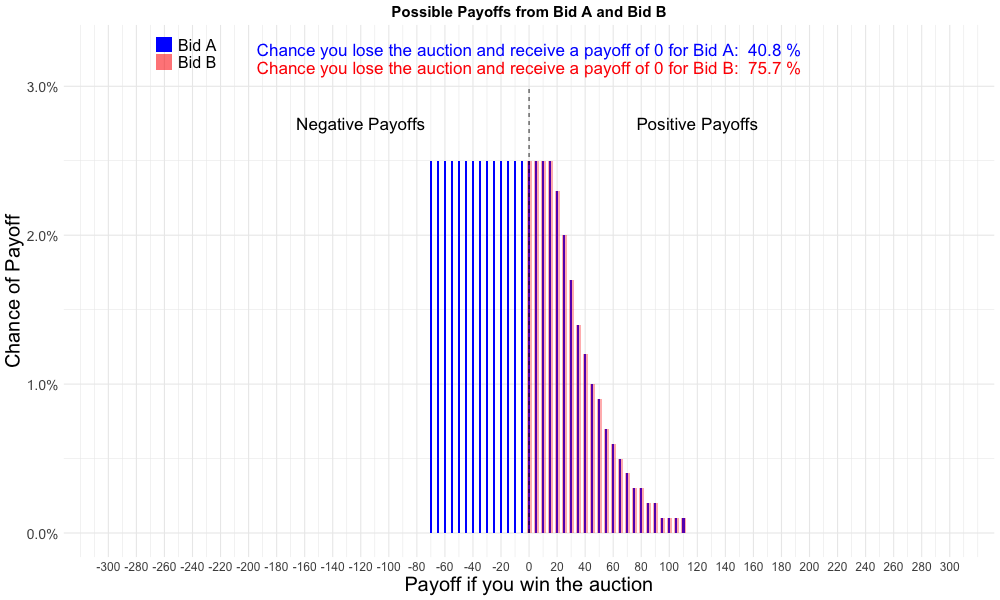 Possible Payoffs from Bid A and Bid B
Bid A
Bid B
Chance you lose the auction and receive a payoff of 0 for Bid A: 40.8 %
Chance you lose the auction and receive a payoff of 0 for Bid B: 75.7 %
Negative Payoffs
Positive Payoffs
Chance of Payoff
3.0%
2.0%
1.0%
0.0%
-300 -280 -260 -240 -220 -200 -180 -160 -140 -120 -100 -80 -60 -40 -20 0 20 40 60 80 100 120 140 160 180 200 220 240 260 280 300
Payoff if you win the auction